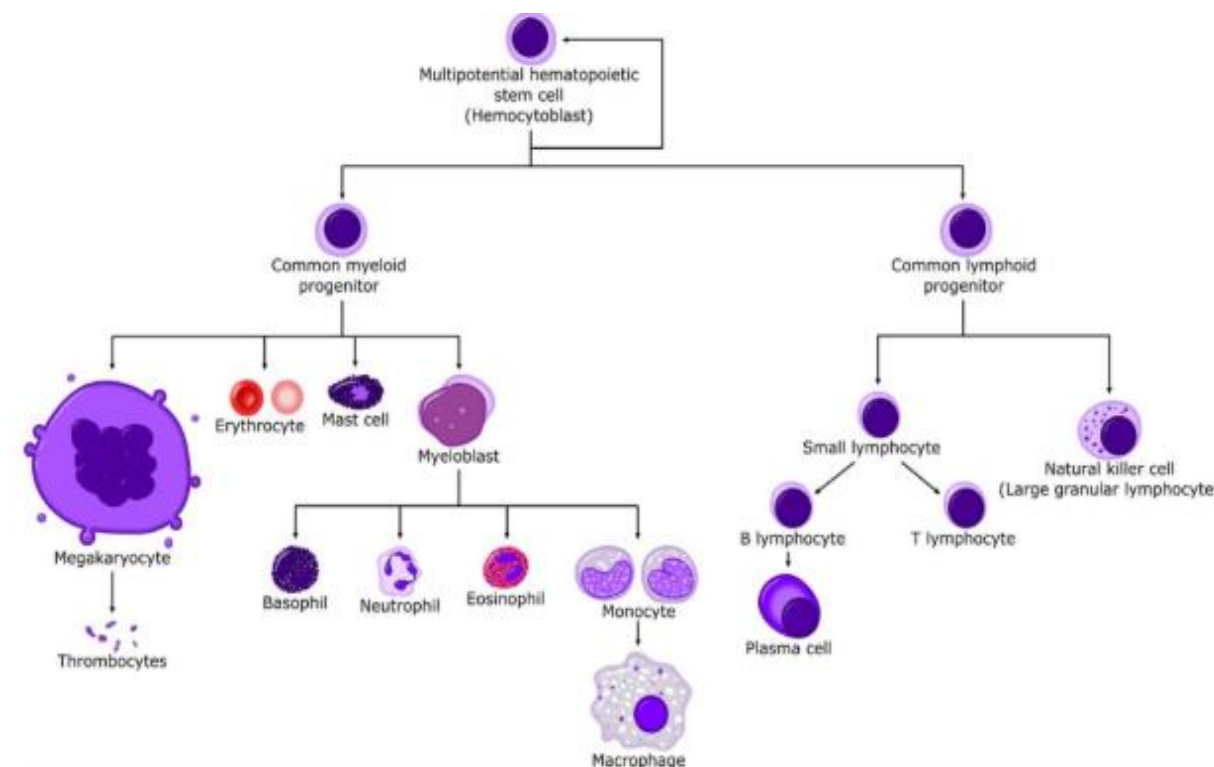 Multipotential hematopoietic
stem cell
(Hemocytoblast)
Common myeloid
progenitor
Common lymphoid
progenitor
Erythrocyte
Mast cell
Myeloblast
Small lymphocyte
Natural killer cell
(Large granular lymphocyte
B lymphocyte
T lymphocyte
Megakaryocyte
Basophil
Neutrophil
Eosinophil
Monocyte
Plasma cell
Thrombocytes
Macrophage